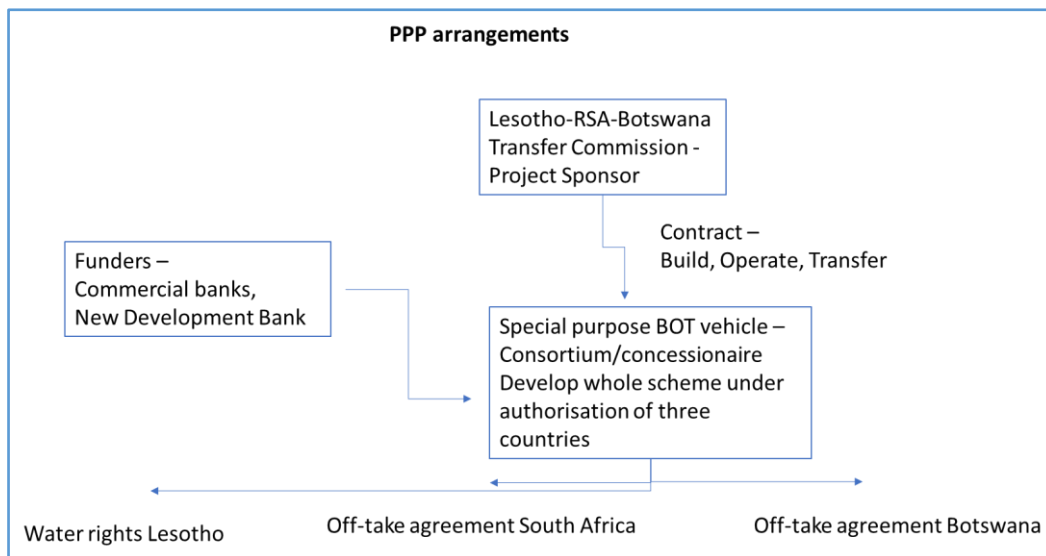 PPP arrangements
Lesotho-RSA-Botswana
Transfer Commission -
Project Sponsor
Contract –
Build, Operate, Transfer
Funders –
Commercial banks,
New Development Bank
Special purpose BOT vehicle –
Consortium/concessionaire
Develop whole scheme under
authorisation of three
countries
Water rights Lesotho
Off-take agreement South Africa
Off-take agreement Botswana